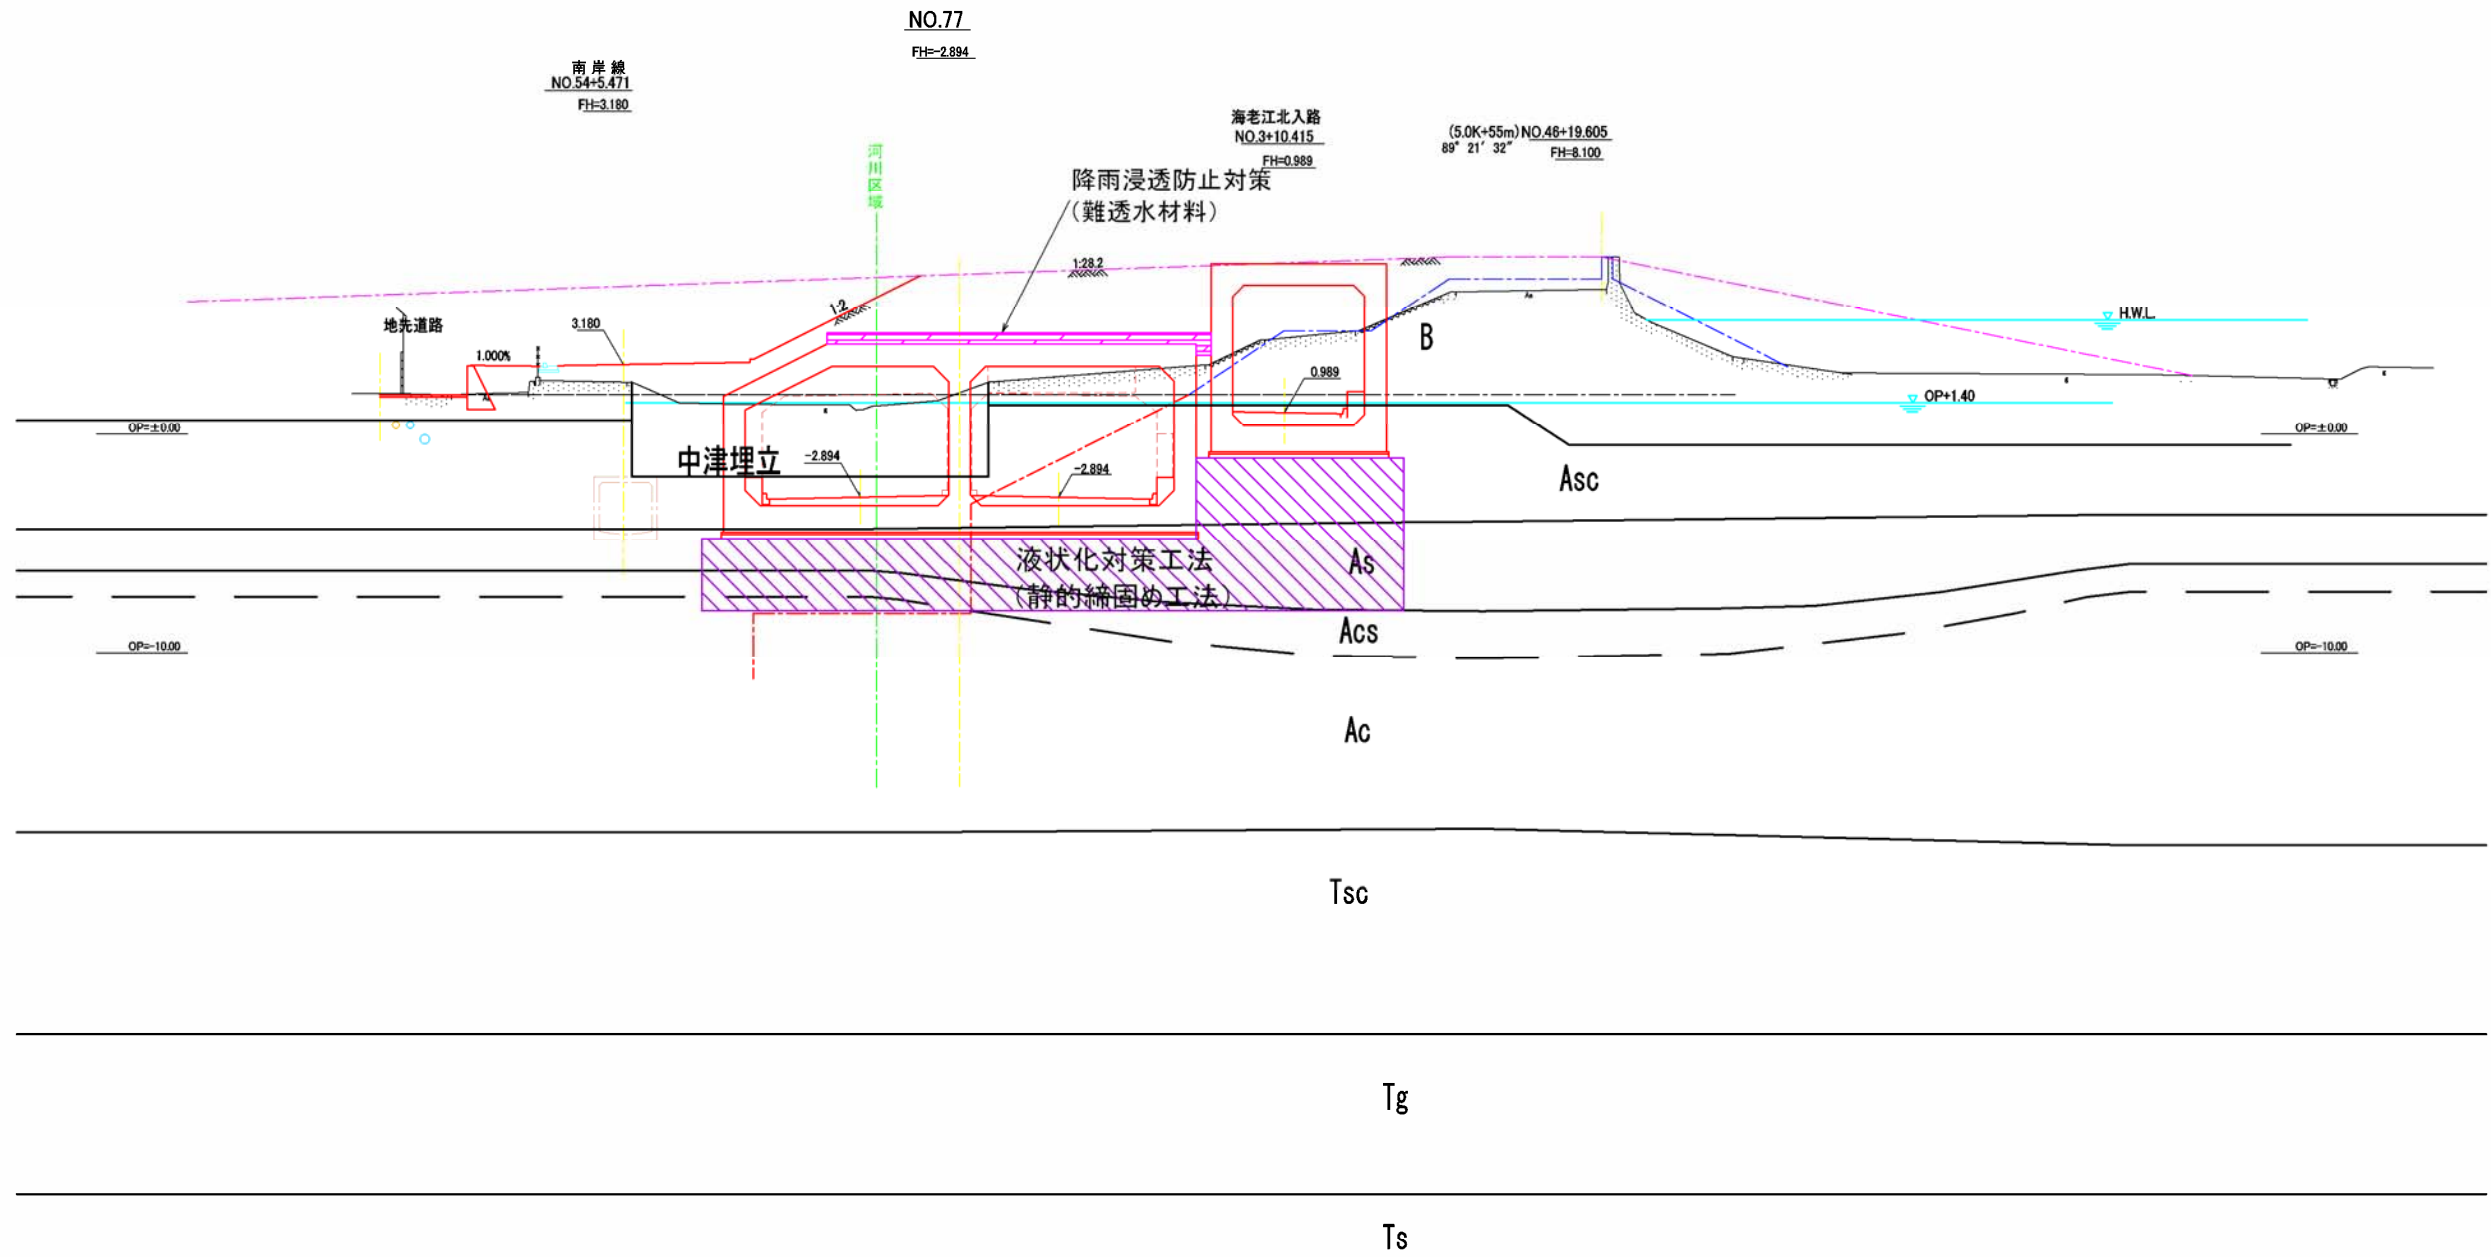 NO.77
FH=-2.894
南岸線
NO.54+5.471
FH=3.180
海老江北入路
NO.3+10.415
FH=0.989
(5.0K+55m)NO.46+19.605
89° 21′ 32″
FH=8.100
河川区域
降雨浸透防止対策
(難透水材料)
1:28.2
1:2
H.W.L.
地先道路
3.180
1.000%
B
0.989
OP+1.40
OP=±0.00
OP=±0.00
中津埋立
-2.894
-2.894
Asc
液状化対策工法
(静的締固め工法)
As
Acs
OP=-10.00
OP=-10.00
Ac
Tsc
Tg
Ts